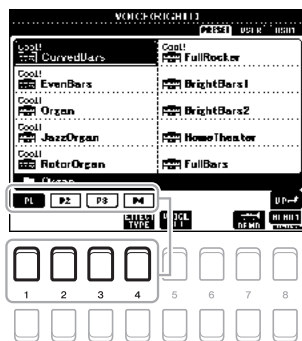 VOICE(RIGHT1)
PRESET USER USB1
Cool! CurvedBars
Cool! FullRocker
Cool! EvenBars
BrightBars1
Cool! Organ
BrightBars2
Cool! JazzOrgan
HomeTheater
Cool! RotorOrgan
FullBars
Organ
P1 P2 P3 P4
UP
EFFECT TYPE
DEMO
1 2 3 4 5 6 7 8